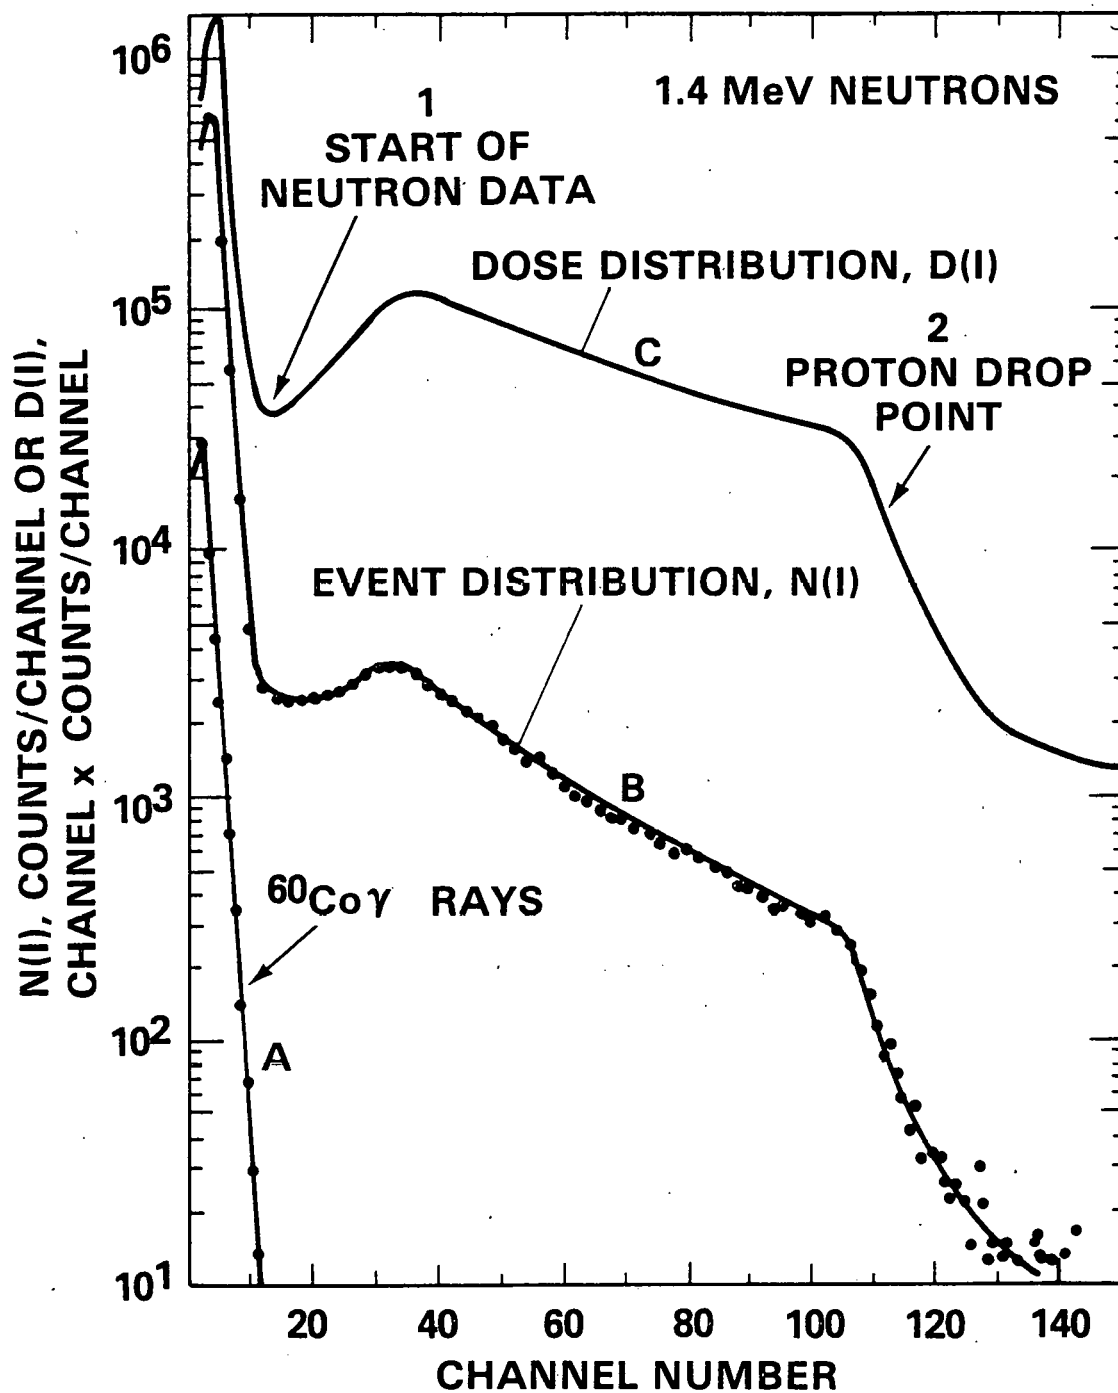 1.4 MeV NEUTRONS
1
START OF
NEUTRON DATA
DOSE DISTRIBUTION, D(I)
C
2
PROTON DROP
POINT
EVENT DISTRIBUTION, N(I)
B
60Co γ RAYS
A
N(I), COUNTS/CHANNEL OR D(I),
CHANNEL x COUNTS/CHANNEL
10^6
10^5
10^4
10^3
10^2
10^1
20 40 60 80 100 120 140
CHANNEL NUMBER